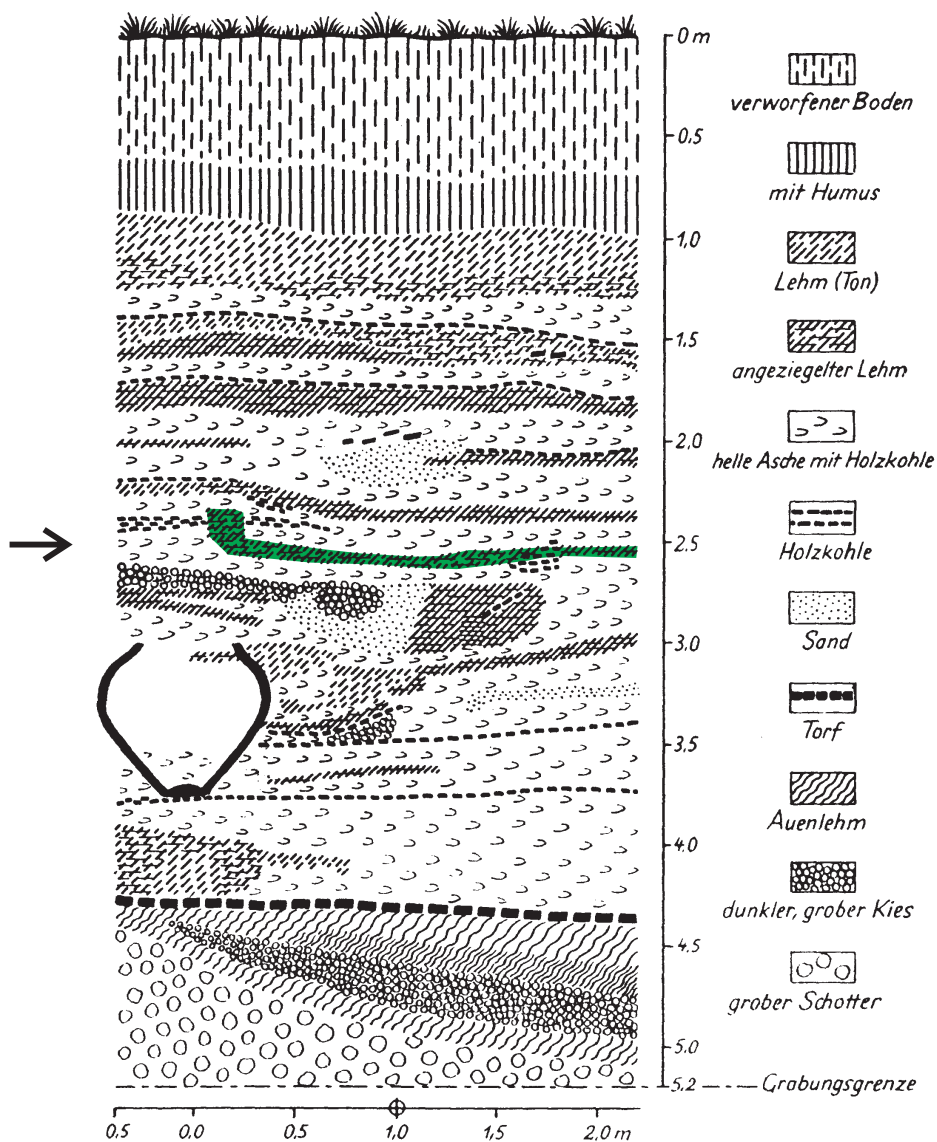 0 m
0,5
1,0
1,5
2,0
2,5
3,0
3,5
4,0
4,5
5,0
5,2
verworfener Boden
mit Humus
Lehm (Ton)
angeziegelter Lehm
helle Asche mit Holzkohle
Holzkohle
Sand
Torf
Auenlehm
dunkler, grober Kies
grober Schotter
Grabungsgrenze
0,5 0,0 0,5 1,0 1,5 2,0 m